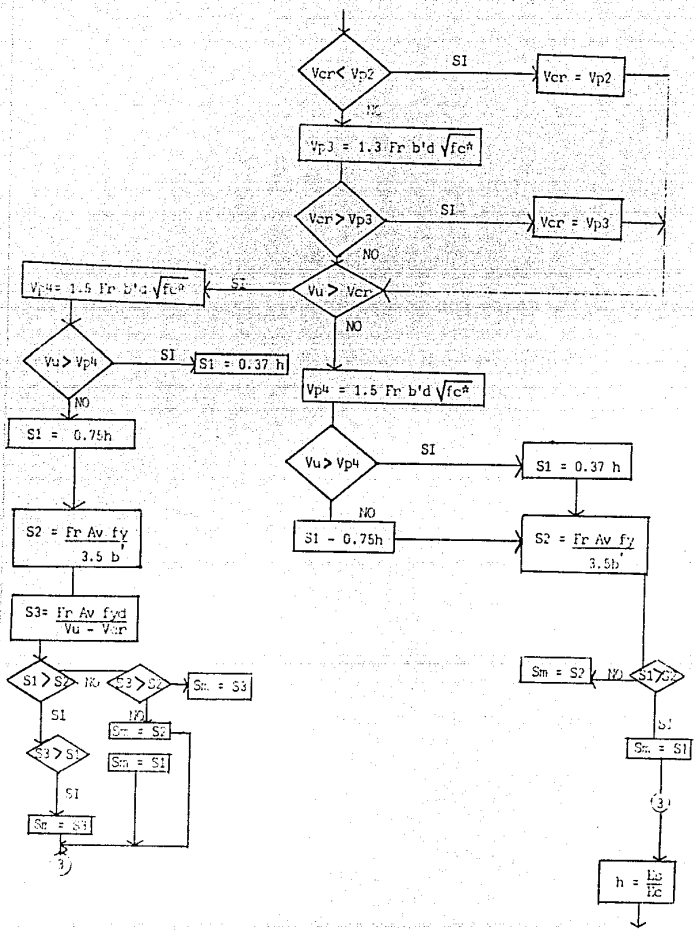 Vcr < Vp2
SI
Vcr = Vp2
NO
Vp3 = 1.3 Fr b'd √fc*
Vcr > Vp3
SI
Vcr = Vp3
NO
Vp4= 1.5 Fr b'd √fc*
SI
Vu > Vcr
NO
Vu > Vp4
SI
S1 = 0.37 h
NO
Vp4 = 1.5 Fr b'd √fc*
S1 = 0.75h
Vu > Vp4
SI
S1 = 0.37 h
NO
S1 - 0.75h
S2 = Fr Av fy
3.5 b'
S2 = Fr Av fy
3.5b'
S3= Fr Av fyd
Vu - Vcr
S1 > S2
NO
S3 > S2
Sm = S3
NO
Sm = S2
Sm = S2
NO
S1 > S2
SI
SI
S3 > S1
Sm = S1
Sm = S1
SI
Sm = S3
3
3
h =